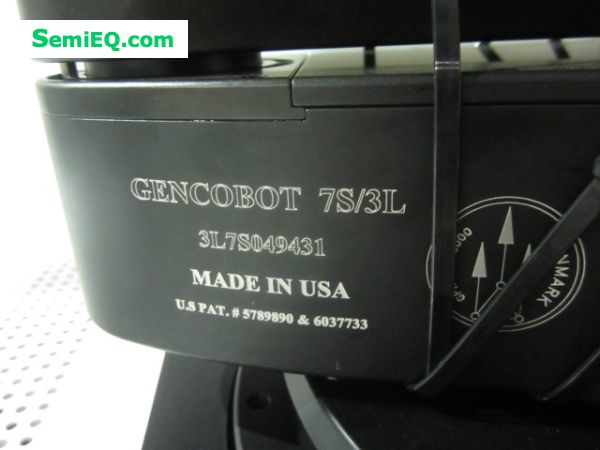 SemiEQ.com
GENCOBOT 7S/3L
3L7S049431
MADE IN USA
U.S PAT. # 5789890 & 6037733